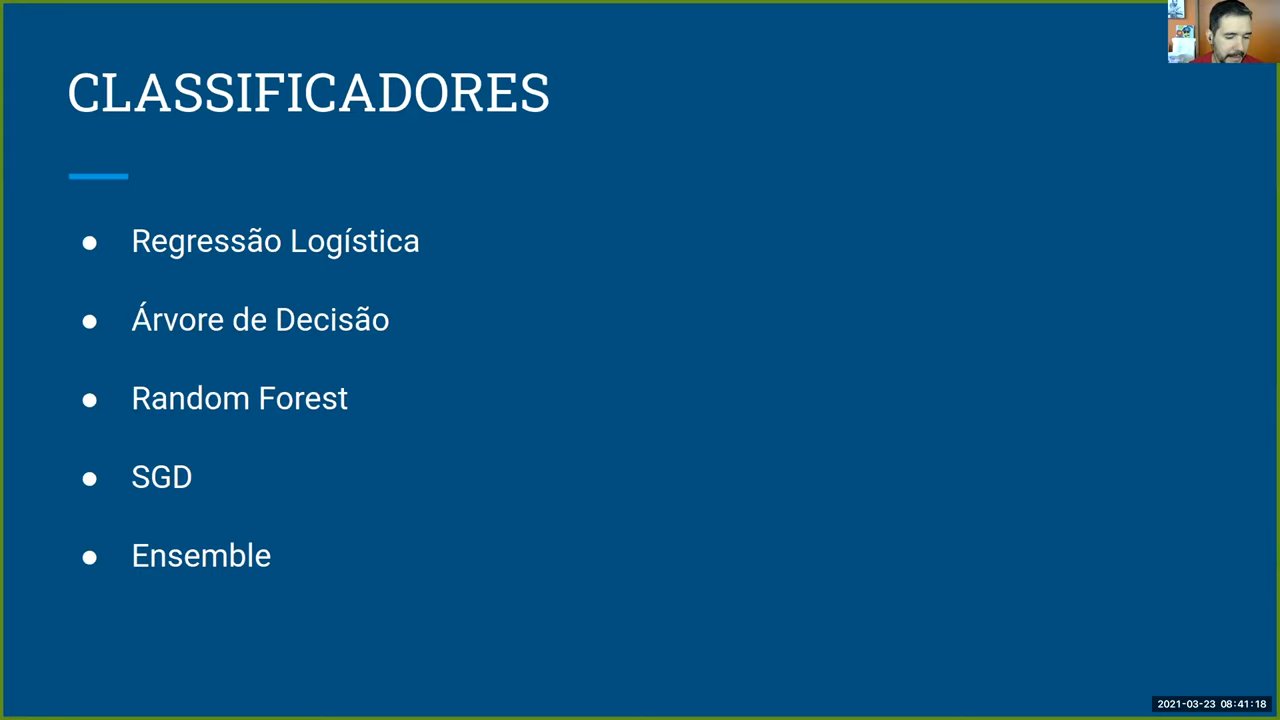 CLASSIFICADORES
● Regressão Logística
● Árvore de Decisão
● Random Forest
● SGD
● Ensemble
2021-03-23 08:41:18